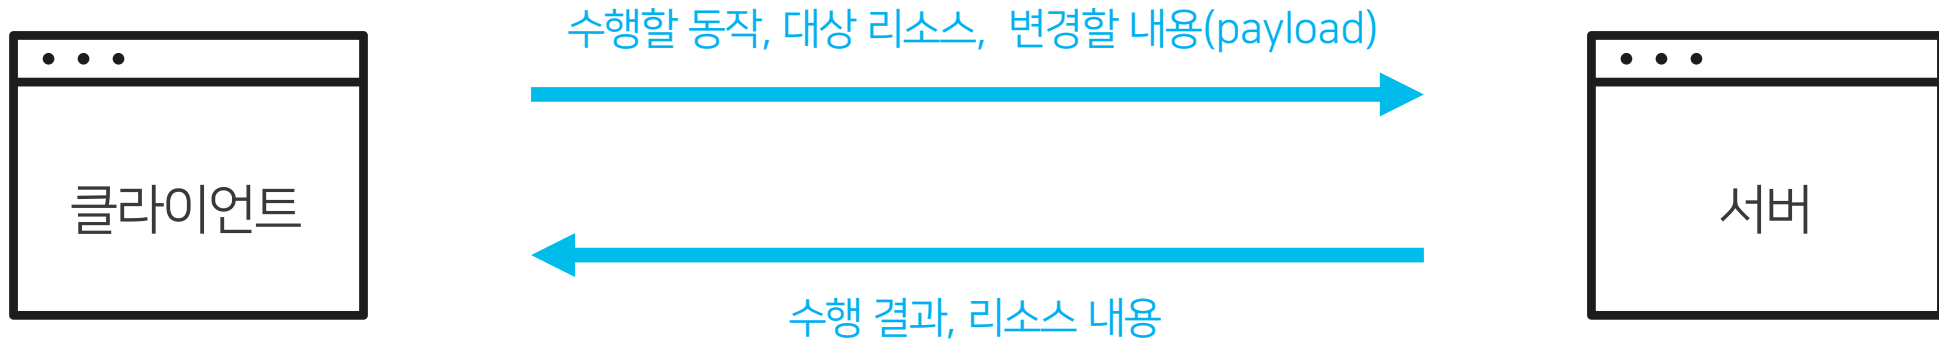 수행할 동작, 대상 리소스, 변경할 내용(payload)
클라이언트
서버
수행 결과, 리소스 내용